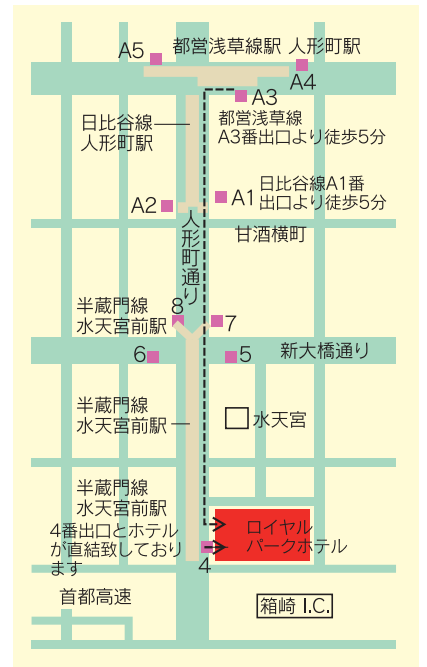 都営浅草線駅 人形町駅
A5
A4
A3
都営浅草線
A3番出口より徒歩5分
日比谷線
人形町駅
日比谷線A1番
出口より徒歩5分
A1
A2
甘酒横町
人形町通り
半蔵門線
水天宮前駅
8
7
新大橋通り
6
5
半蔵門線
水天宮前駅
水天宮
半蔵門線
水天宮前駅
4番出口とホテル
が直結致しており
ます
ロイヤル
パークホテル
4
首都高速
箱崎 I.C.